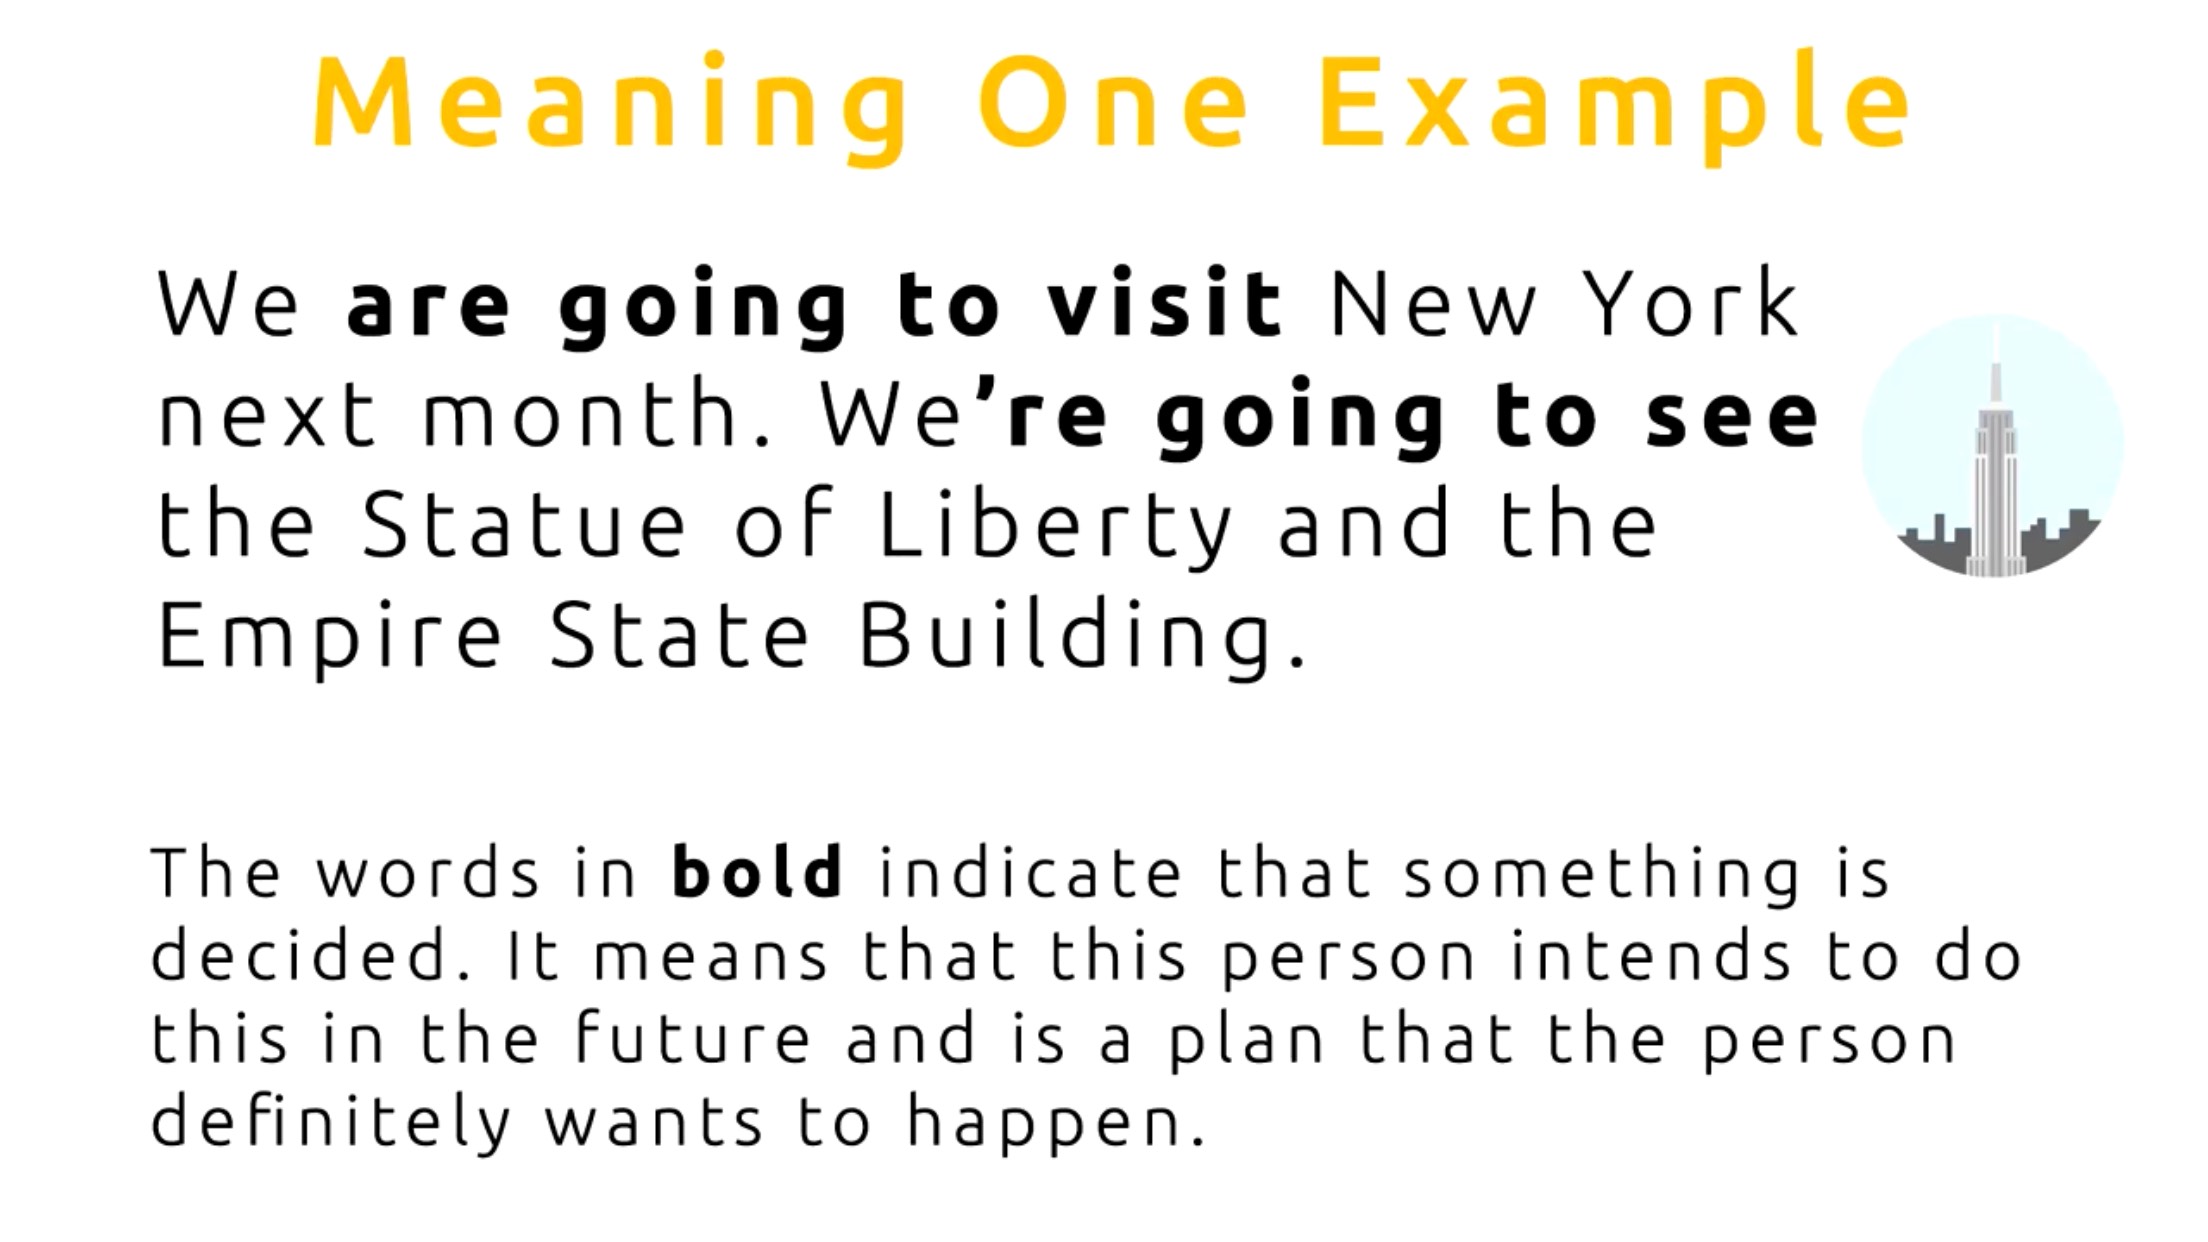 Meaning One Example
We are going to visit New York
next month. We’re going to see
the Statue of Liberty and the
Empire State Building.
The words in bold indicate that something is
decided. It means that this person intends to do
this in the future and is a plan that the person
definitely wants to happen.